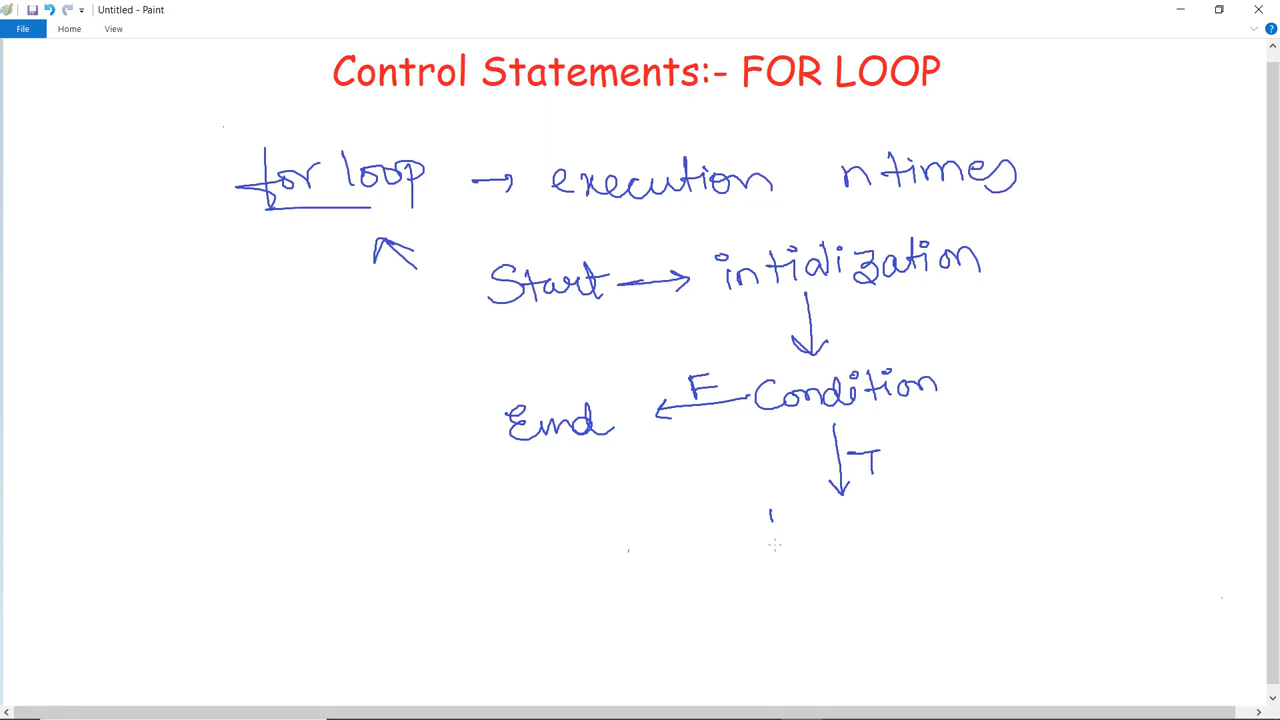 Untitled - Paint
File Home View
Control Statements:- FOR LOOP
for loop → execution n times
Start → intialization
F Condition
End
T